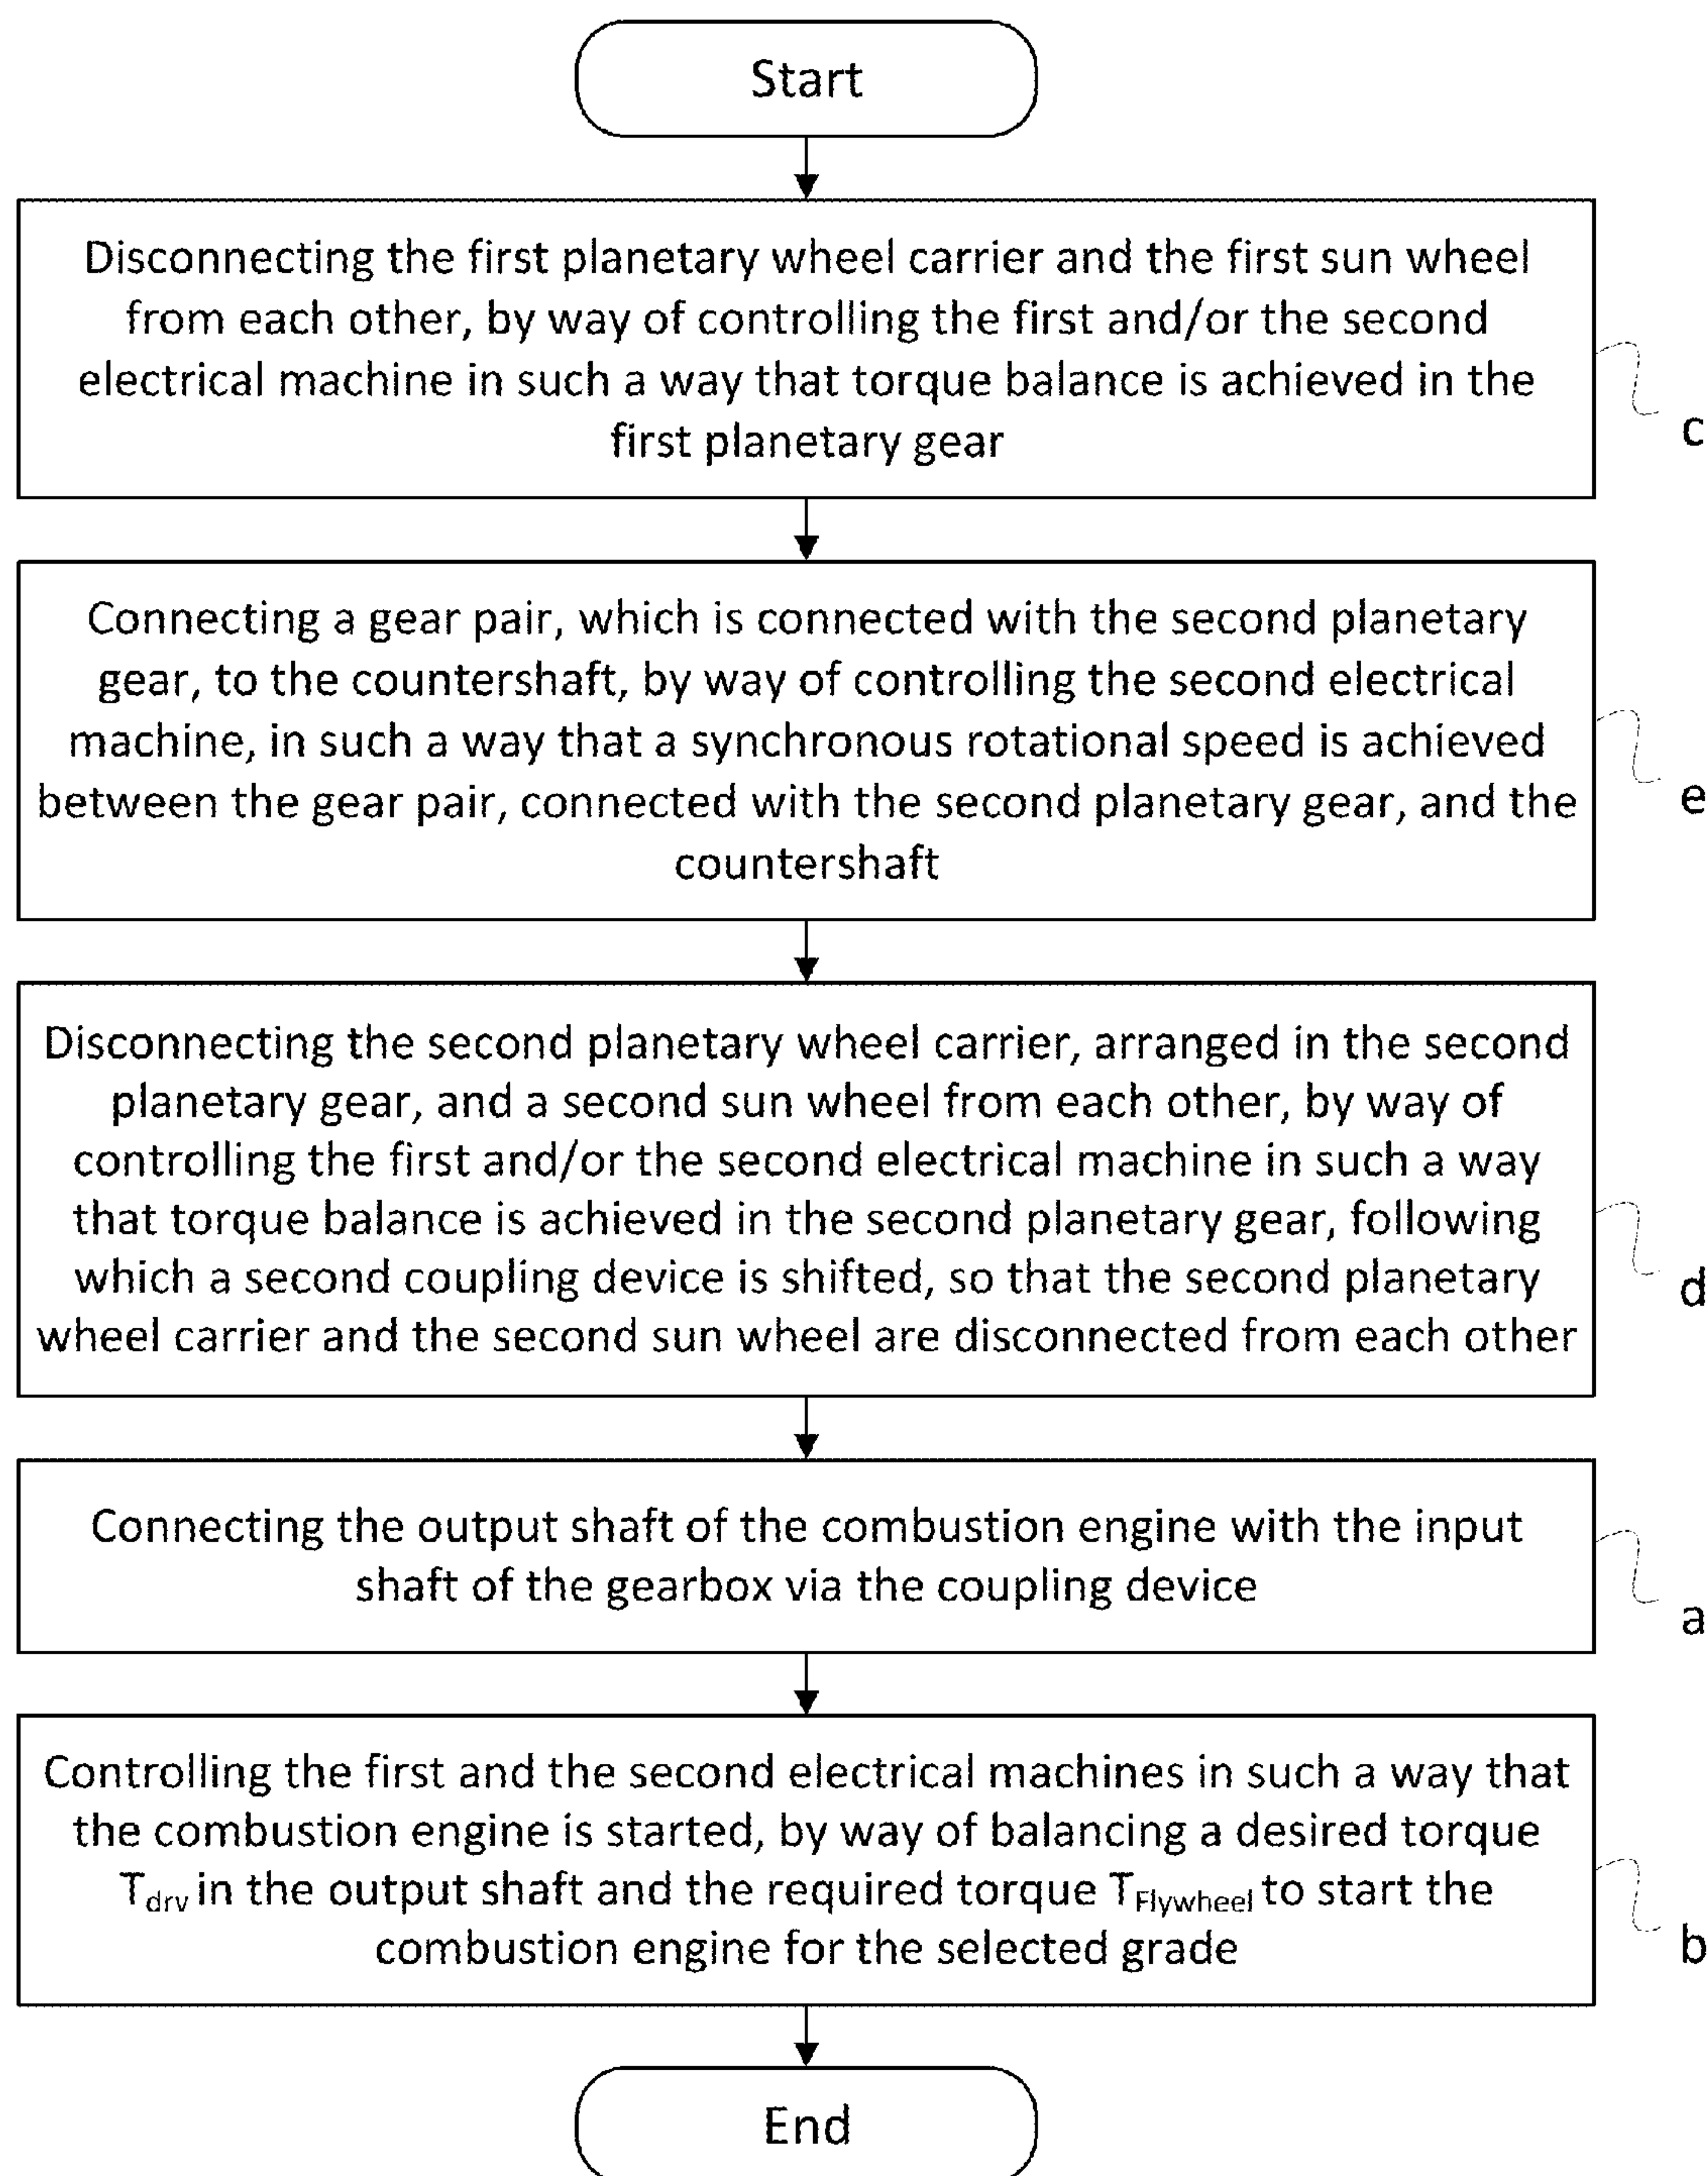 Start
Disconnecting the first planetary wheel carrier and the first sun wheel
from each other, by way of controlling the first and/or the second
electrical machine in such a way that torque balance is achieved in the
first planetary gear
c
Connecting a gear pair, which is connected with the second planetary
gear, to the countershaft, by way of controlling the second electrical
machine, in such a way that a synchronous rotational speed is achieved
between the gear pair, connected with the second planetary gear, and the
countershaft
e
Disconnecting the second planetary wheel carrier, arranged in the second
planetary gear, and a second sun wheel from each other, by way of
controlling the first and/or the second electrical machine in such a way
that torque balance is achieved in the second planetary gear, following
which a second coupling device is shifted, so that the second planetary
wheel carrier and the second sun wheel are disconnected from each other
d
Connecting the output shaft of the combustion engine with the input
shaft of the gearbox via the coupling device
a
Controlling the first and the second electrical machines in such a way that
the combustion engine is started, by way of balancing a desired torque
Tdrv in the output shaft and the required torque TFlywheel to start the
combustion engine for the selected grade
b
End